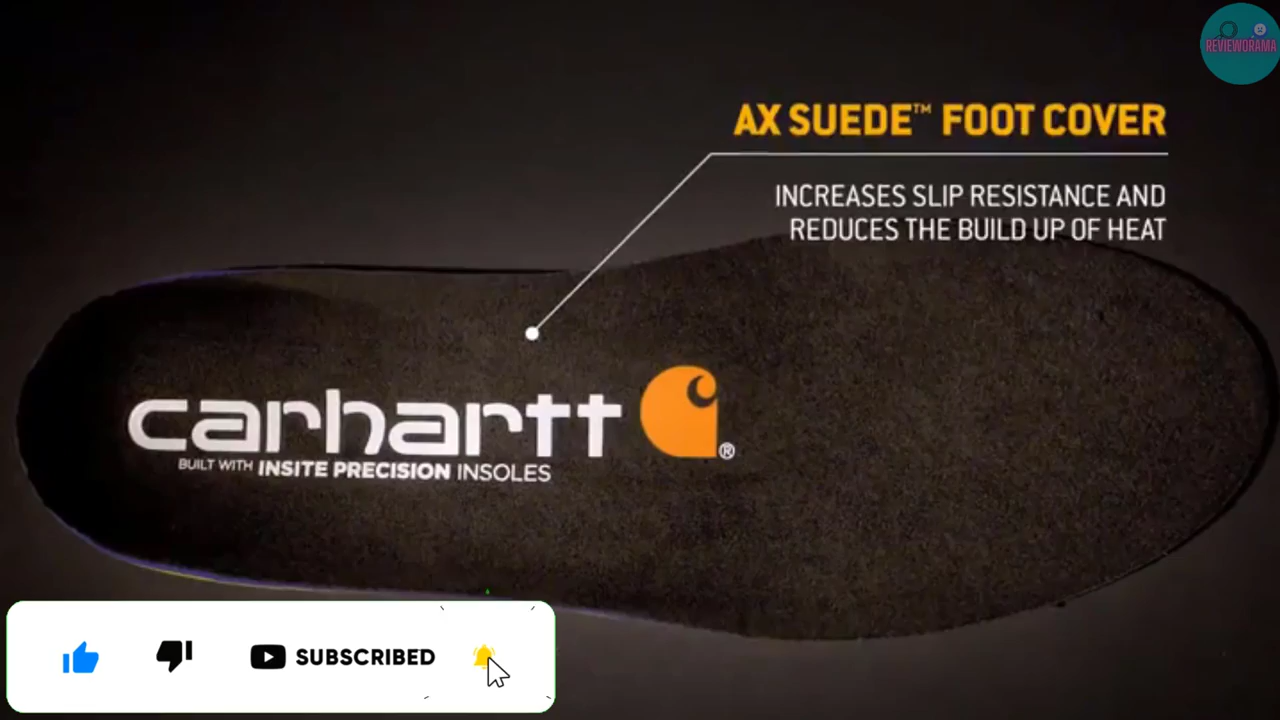 REVIEWORAMA
AX SUEDE™ FOOT COVER
INCREASES SLIP RESISTANCE AND
REDUCES THE BUILD UP OF HEAT
carhartt ®
BUILT WITH INSITE PRECISION INSOLES
SUBSCRIBED